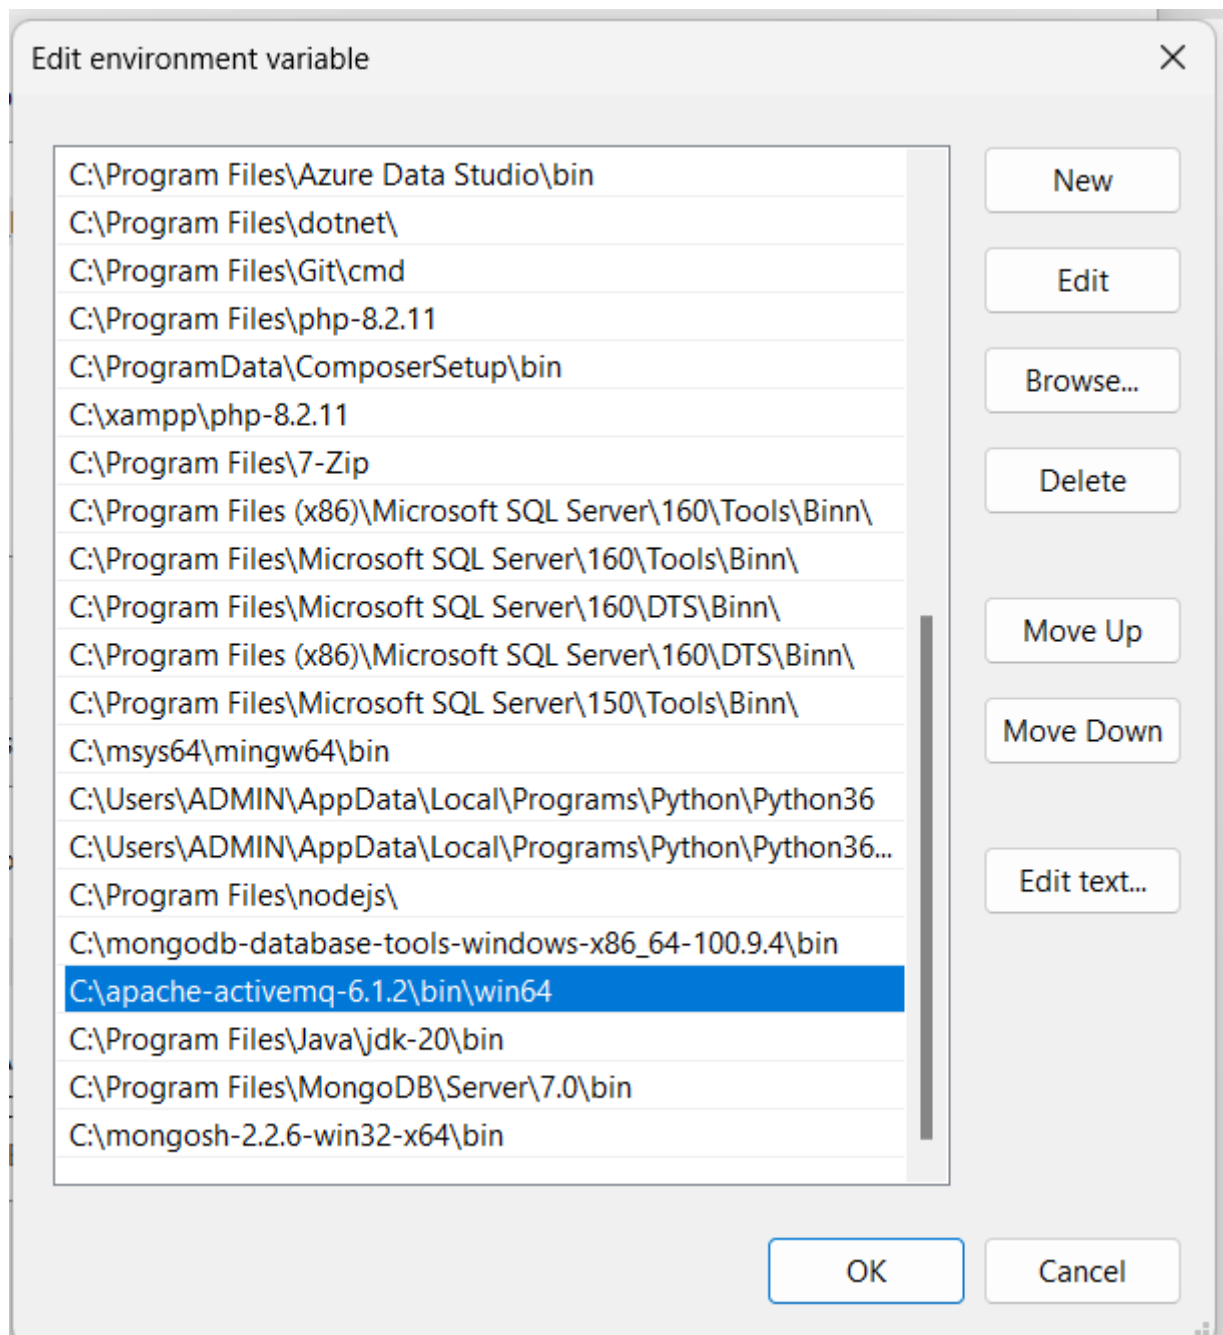 Edit environment variable
C:\Program Files\Azure Data Studio\bin
C:\Program Files\dotnet\
C:\Program Files\Git\cmd
C:\Program Files\php-8.2.11
C:\ProgramData\ComposerSetup\bin
C:\xampp\php-8.2.11
C:\Program Files\7-Zip
C:\Program Files (x86)\Microsoft SQL Server\160\Tools\Binn\
C:\Program Files\Microsoft SQL Server\160\Tools\Binn\
C:\Program Files\Microsoft SQL Server\160\DTS\Binn\
C:\Program Files (x86)\Microsoft SQL Server\160\DTS\Binn\
C:\Program Files\Microsoft SQL Server\150\Tools\Binn\
C:\msys64\mingw64\bin
C:\Users\ADMIN\AppData\Local\Programs\Python\Python36
C:\Users\ADMIN\AppData\Local\Programs\Python\Python36...
C:\Program Files\nodejs\
C:\mongodb-database-tools-windows-x86_64-100.9.4\bin
C:\apache-activemq-6.1.2\bin\win64
C:\Program Files\Java\jdk-20\bin
C:\Program Files\MongoDB\Server\7.0\bin
C:\mongosh-2.2.6-win32-x64\bin
New
Edit
Browse...
Delete
Move Up
Move Down
Edit text...
OK
Cancel